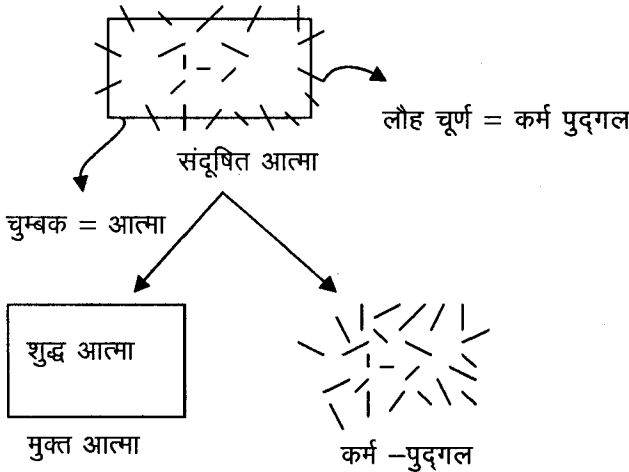 लौह चूर्ण = कर्म पुद्गल
संदूषित आत्मा
चुम्बक = आत्मा
शुद्ध आत्मा
मुक्त आत्मा
कर्म –पुद्गल